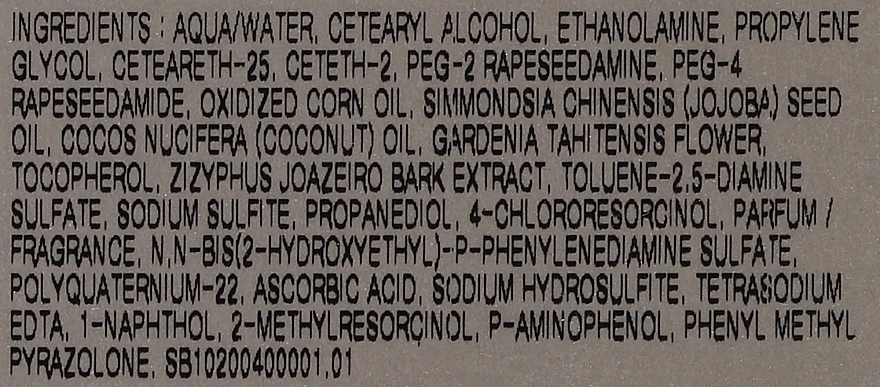 INGREDIENTS : AQUA/WATER, CETEARYL ALCOHOL, ETHANOLAMINE, PROPYLENE
GLYCOL, CETEARETH-25, CETETH-2, PEG-2 RAPESEEDAMINE, PEG-4
RAPESEEDAMIDE, OXIDIZED CORN OIL, SIMMONDSIA CHINENSIS (JOJOBA) SEED
OIL, COCOS NUCIFERA (COCONUT) OIL, GARDENIA TAHITENSIS FLOWER,
TOCOPHEROL, ZIZYPHUS JOAZEIRO BARK EXTRACT, TOLUENE-2,5-DIAMINE
SULFATE, SODIUM SULFITE, PROPANEDIOL, 4-CHLORORESORCINOL, PARFUM /
FRAGRANCE, N,N-BIS(2-HYDROXYETHYL)-P-PHENYLENEDIAMINE SULFATE,
POLYQUATERNIUM-22, ASCORBIC ACID, SODIUM HYDROSULFITE, TETRASODIUM
EDTA, 1-NAPHTHOL, 2-METHYLRESORCINOL, P-AMINOPHENOL, PHENYL METHYL
PYRAZOLONE, SB10200400001,01